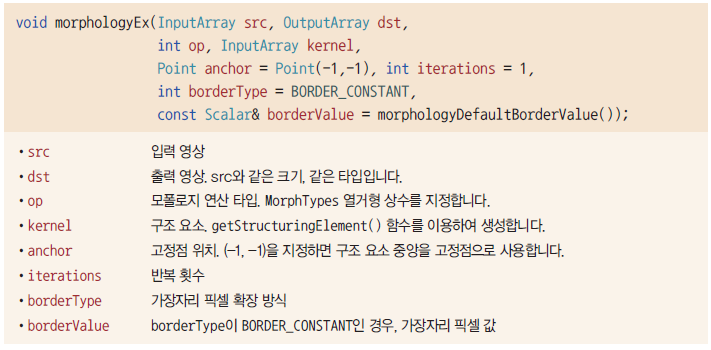 void morphologyEx(InputArray src, OutputArray dst,
int op, InputArray kernel,
Point anchor = Point(-1,-1), int iterations = 1,
int borderType = BORDER_CONSTANT,
const Scalar& borderValue = morphologyDefaultBorderValue());
• src 입력 영상
• dst 출력 영상. src와 같은 크기, 같은 타입입니다.
• op 모폴로지 연산 타입. MorphTypes 열거형 상수를 지정합니다.
• kernel 구조 요소. getStructuringElement() 함수를 이용하여 생성합니다.
• anchor 고정점 위치. (-1, -1)을 지정하면 구조 요소 중앙을 고정점으로 사용합니다.
• iterations 반복 횟수
• borderType 가장자리 픽셀 확장 방식
• borderValue borderType이 BORDER_CONSTANT인 경우, 가장자리 픽셀 값